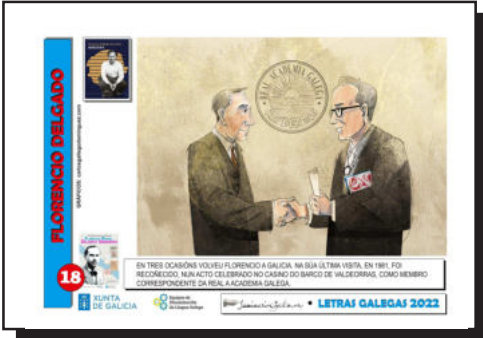 FLORENCIO DELGADO
REAL ACADEMIA GALEGA
EN TRES OCASIÓNS VOLVEU FLORENCIO A GALICIA. NA SÚA ÚLTIMA VISITA, EN 1981, FOI
RECOÑECIDO, NUN ACTO CELEBRADO NO CASINO DO BARCO DE VALDEORRAS, COMO MEMBRO
CORRESPONDENTE DA REAL A ACADEMIA GALEGA.
18
XUNTA
DE GALICIA
• LETRAS GALEGAS 2022